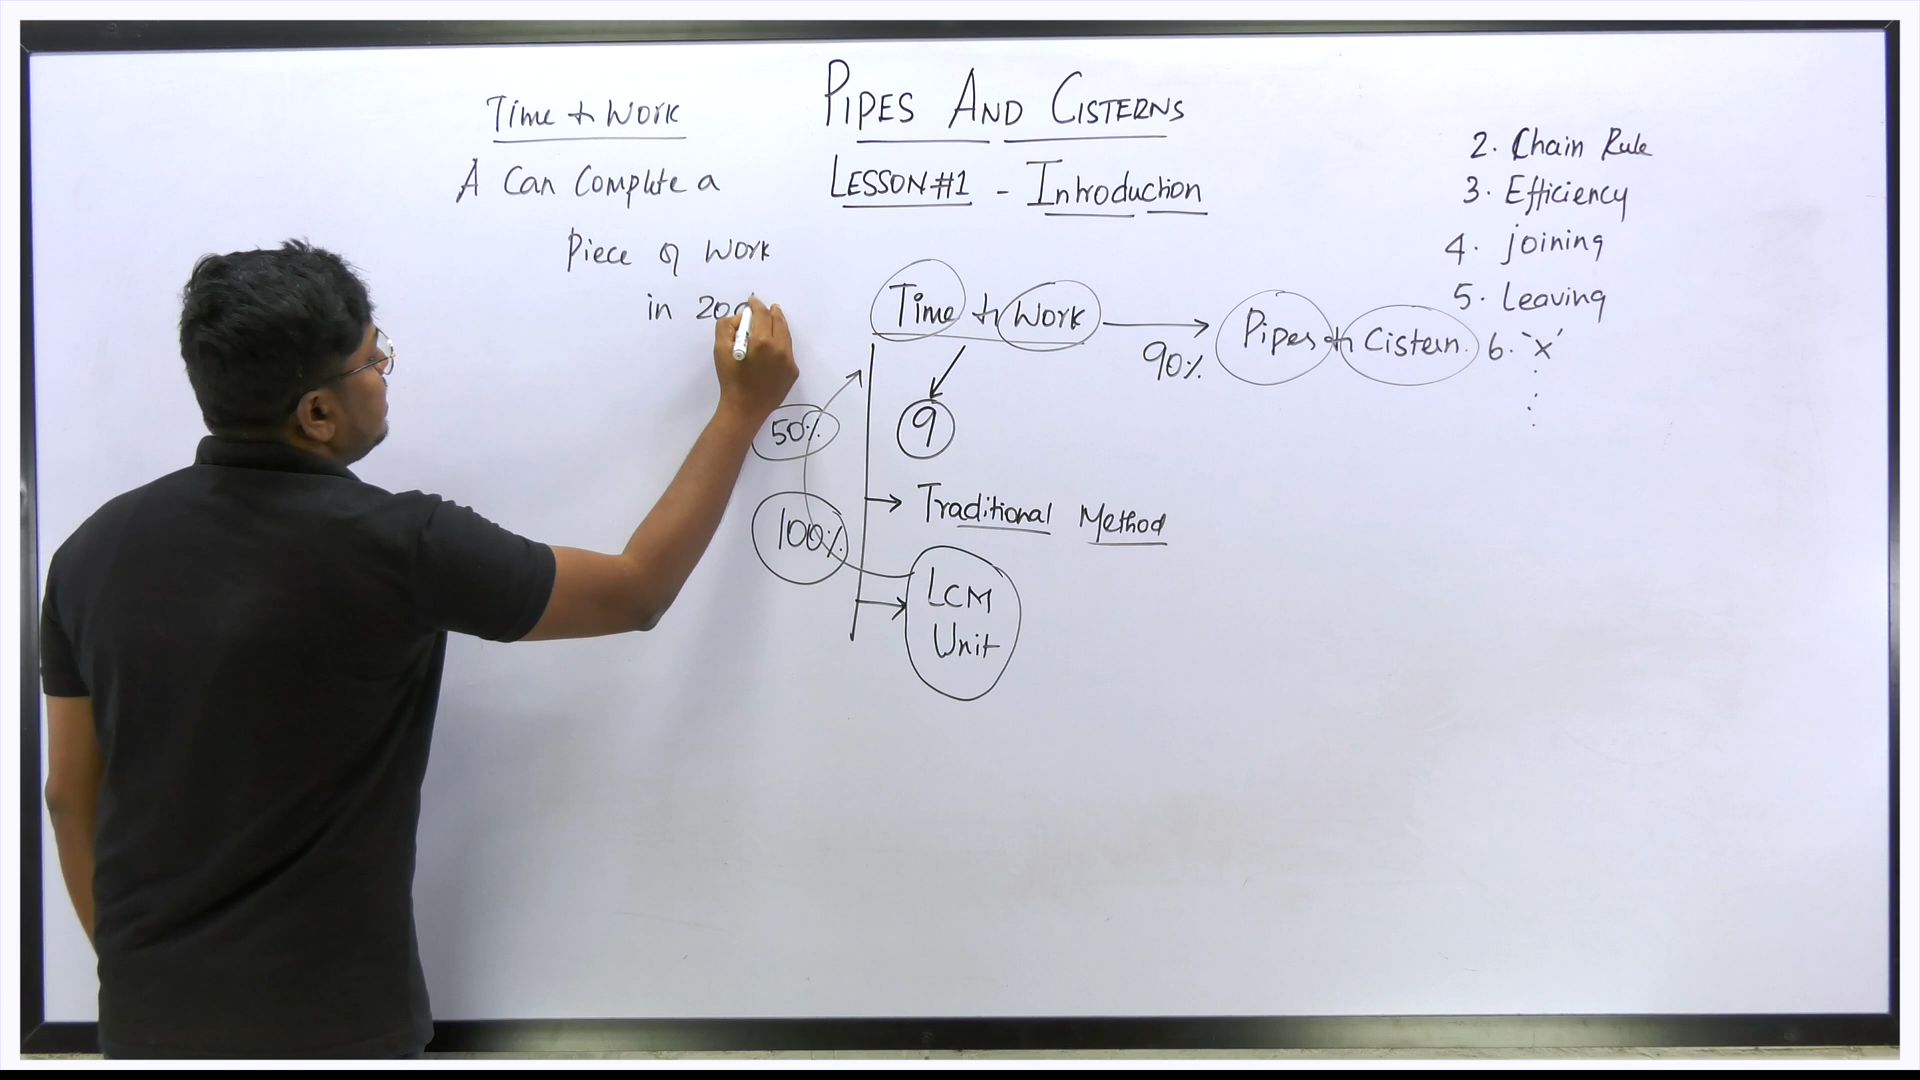 PIPES AND CISTERNS
LESSON#1 - Introduction
Time & Work
A Can Complete a
Piece of Work
in 20
Time & Work
90%
Pipes & Cistern.
9
50%
100%
Traditional Method
LCM
Unit
2. Chain Rule
3. Efficiency
4. joining
5. Leaving
6. 'x'